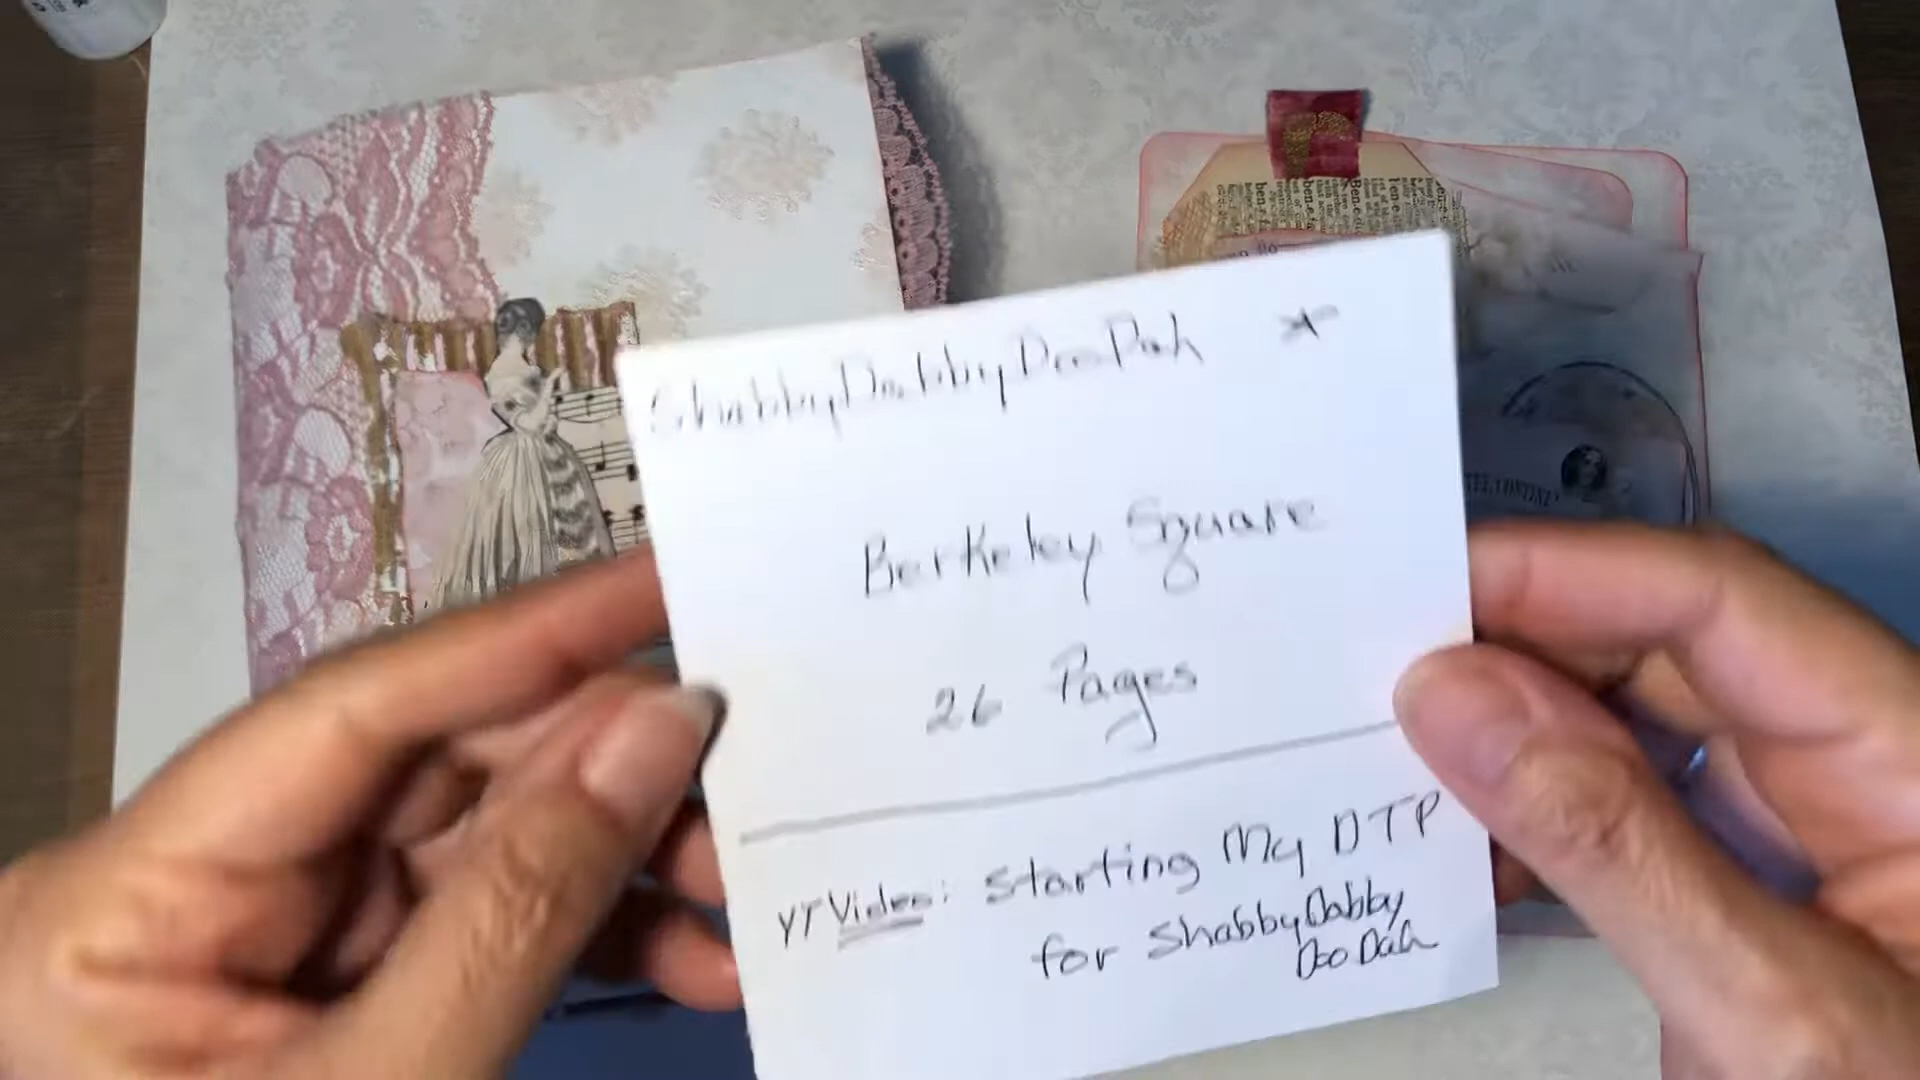 ShabbyDabbyDooDah *
Berkeley Square
26 Pages
YT Video: Starting My DTP
for ShabbyDabby
DooDah